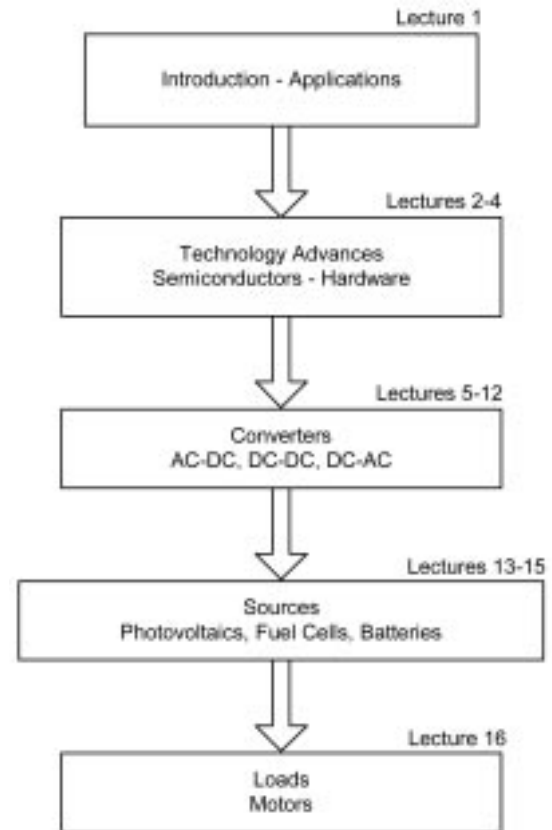 Lecture 1
Introduction - Applications
Lectures 2-4
Technology Advances
Semiconductors - Hardware
Lectures 5-12
Converters
AC-DC, DC-DC, DC-AC
Lectures 13-15
Sources
Photovoltaics, Fuel Cells, Batteries
Lecture 16
Loads
Motors